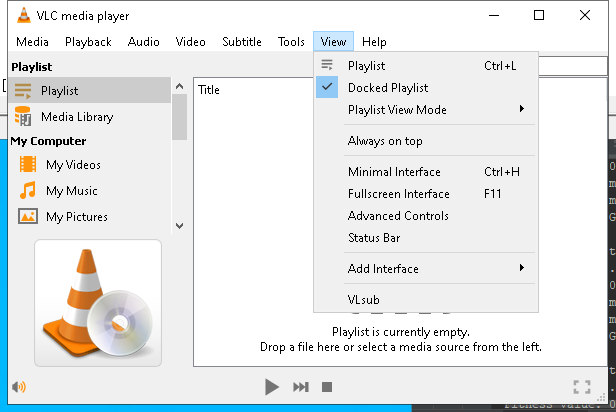 VLC media player
Media Playback Audio Video Subtitle Tools View Help
Playlist
Playlist
Media Library
My Computer
My Videos
My Music
My Pictures
Title
Playlist Ctrl+L
Docked Playlist
Playlist View Mode
Always on top
Minimal Interface Ctrl+H
Fullscreen Interface F11
Advanced Controls
Status Bar
Add Interface
VLsub
Playlist is currently empty.
Drop a file here or select a media source from the left.